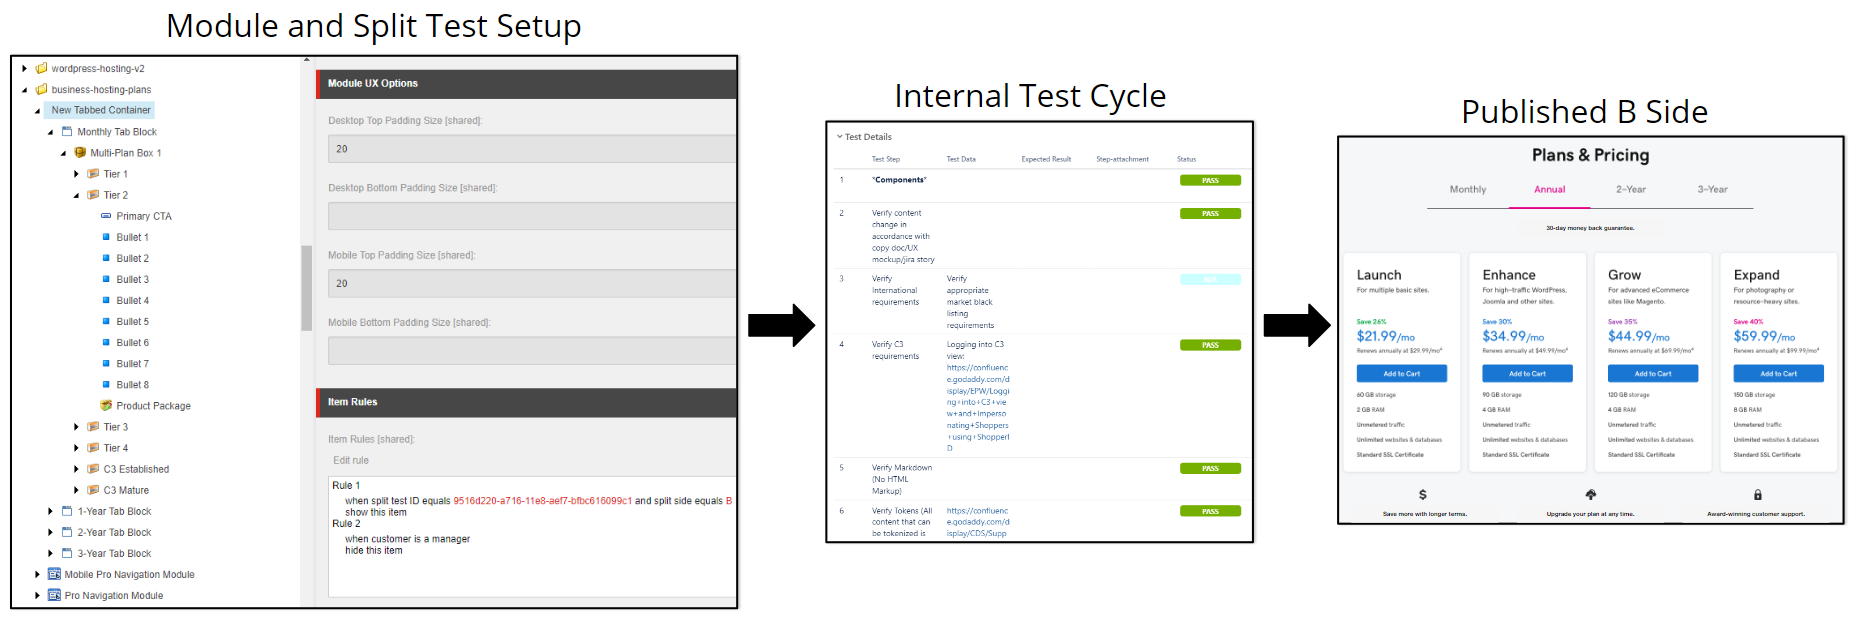 Module and Split Test Setup
wordpress-hosting-v2
business-hosting-plans
New Tabbed Container
Monthly Tab Block
Multi-Plan Box 1
Tier 1
Tier 2
Primary CTA
Bullet 1
Bullet 2
Bullet 3
Bullet 4
Bullet 5
Bullet 6
Bullet 7
Bullet 8
Product Package
Tier 3
Tier 4
C3 Established
C3 Mature
1-Year Tab Block
2-Year Tab Block
3-Year Tab Block
Mobile Pro Navigation Module
Pro Navigation Module
Module UX Options
Desktop Top Padding Size [shared]:
20
Desktop Bottom Padding Size [shared]:
Mobile Top Padding Size [shared]:
20
Mobile Bottom Padding Size [shared]:
Item Rules
Item Rules [shared]:
Edit rule
Rule 1
when split test ID equals 9516d220-a716-11e8-aef7-bfbc616099c1 and split side equals B
show this item
Rule 2
when customer is a manager
hide this item
Internal Test Cycle
Test Details
Test Step Test Data Expected Result Step-attachment Status
1 *Components* PASS
2 Verify content PASS
change in
accordance with
copy doc/UX
mockup/jira story
3 Verify Verify
International appropriate
requirements market black
listing
requirements
4 Verify C3 Logging into C3 PASS
requirements view:
https://confluenc
e.godaddy.com/d
isplay/EPW/Loggi
ng+into+C3+vie
w+and+Imperso
nating+Shoppers
+using+ShopperI
D
5 Verify Markdown PASS
(No HTML
Markup)
6 Verify Tokens (All https://confluenc PASS
content that can e.godaddy.com/d
be tokenized is isplay/CDS/Supp
Published B Side
Plans & Pricing
Monthly Annual 2-Year 3-Year
30-day money back guarantee.
Launch
For multiple basic sites.
Save 26%
$21.99/mo
Renews annually at $29.99/mo⁴
Add to Cart
60 GB storage
2 GB RAM
Unmetered traffic
Unlimited websites & databases
Standard SSL Certificate
Enhance
For high-traffic WordPress,
Joomla and other sites.
Save 30%
$34.99/mo
Renews annually at $49.99/mo⁴
Add to Cart
90 GB storage
4 GB RAM
Unmetered traffic
Unlimited websites & databases
Standard SSL Certificate
Grow
For advanced eCommerce
sites like Magento.
Save 35%
$44.99/mo
Renews annually at $69.99/mo⁴
Add to Cart
120 GB storage
4 GB RAM
Unmetered traffic
Unlimited websites & databases
Standard SSL Certificate
Expand
For photography or
resource-heavy sites.
Save 40%
$59.99/mo
Renews annually at $99.99/mo⁴
Add to Cart
150 GB storage
8 GB RAM
Unmetered traffic
Unlimited websites & databases
Standard SSL Certificate
$
Save more with longer terms.
Upgrade your plan at any time.
Award-winning customer support.